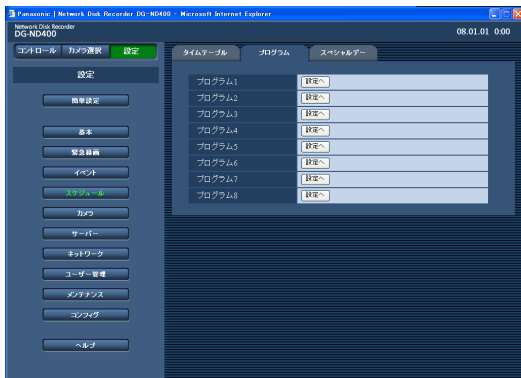 Panasonic | Network Disk Recorder DG-ND400 - Microsoft Internet Explorer
Network Disk Recorder
DG-ND400
08.01.01 0:00
コントロール カメラ選択 設定
タイムテーブル プログラム スペシャルデー
設定
簡単設定
基本
緊急録画
イベント
スケジュール
カメラ
サーバー
ネットワーク
ユーザー管理
メンテナンス
コンフィグ
ヘルプ
プログラム1 設定へ
プログラム2 設定へ
プログラム3 設定へ
プログラム4 設定へ
プログラム5 設定へ
プログラム6 設定へ
プログラム7 設定へ
プログラム8 設定へ